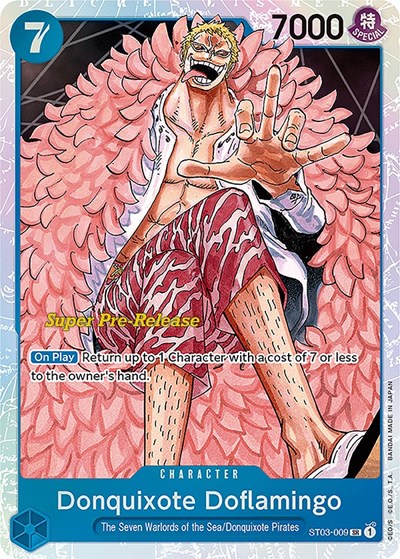 7
7000
特
SPECIAL
Super Pre-Release
On Play Return up to 1 Character with a cost of 7 or less
to the owner's hand.
CHARACTER
Donquixote Doflamingo
The Seven Warlords of the Sea/Donquixote Pirates
ST03-009 SR 1
©E.O./S. ©E.O./S., T.A. BANDAI MADE IN JAPAN